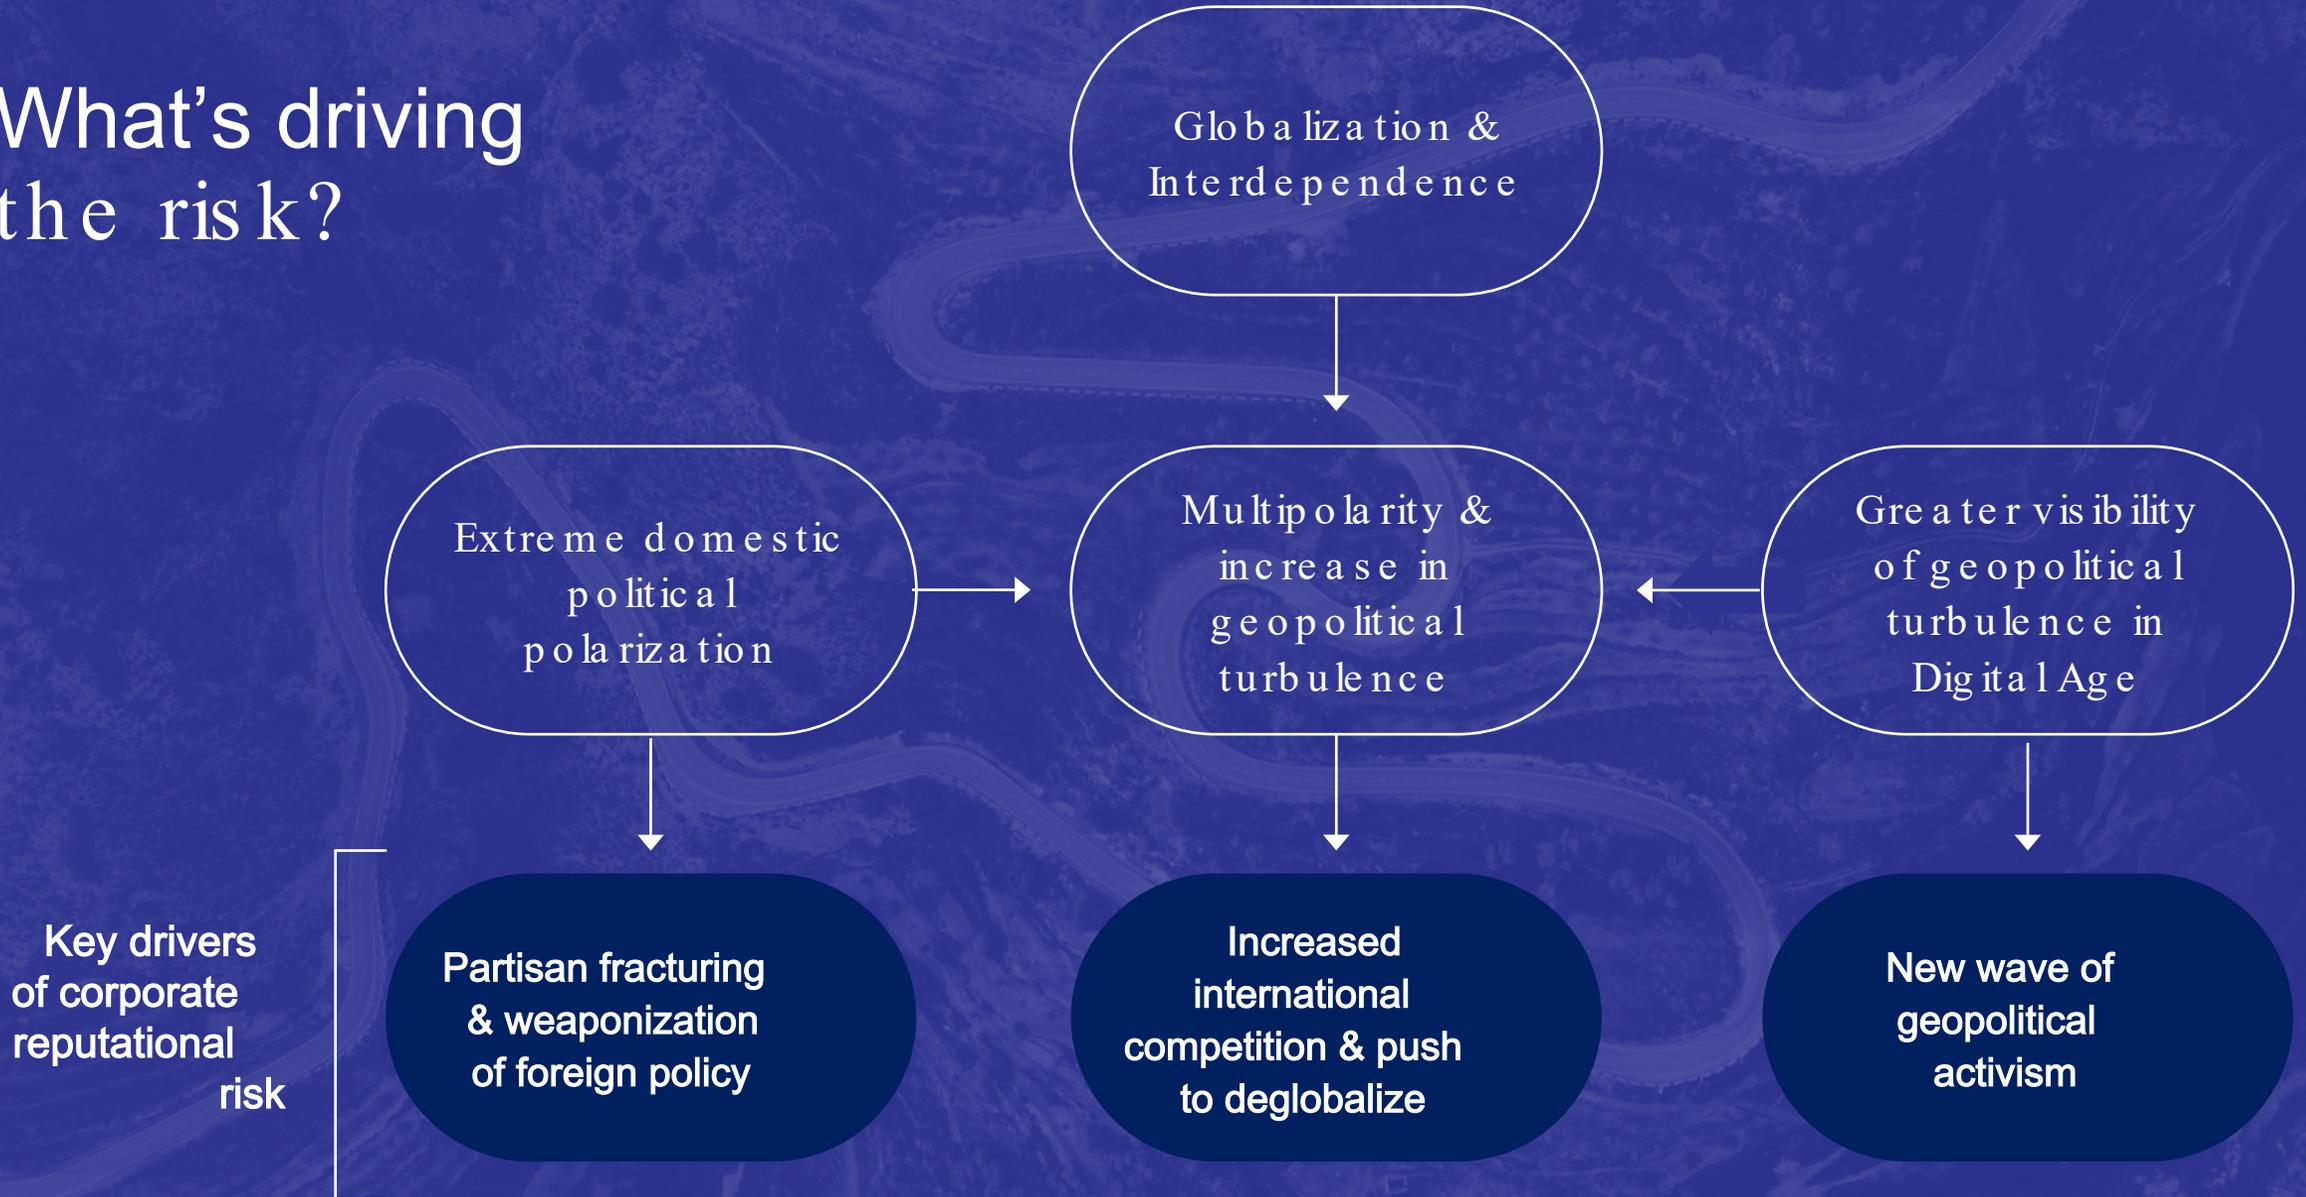 What’s driving
the risk?
Globalization &
Interdependence
Extreme domestic
political
polarization
Multipolarity &
increase in
geopolitical
turbulence
Greater visibility
of geopolitical
turbulence in
Digital Age
Key drivers
of corporate
reputational
risk
Partisan fracturing
& weaponization
of foreign policy
Increased
international
competition & push
to deglobalize
New wave of
geopolitical
activism